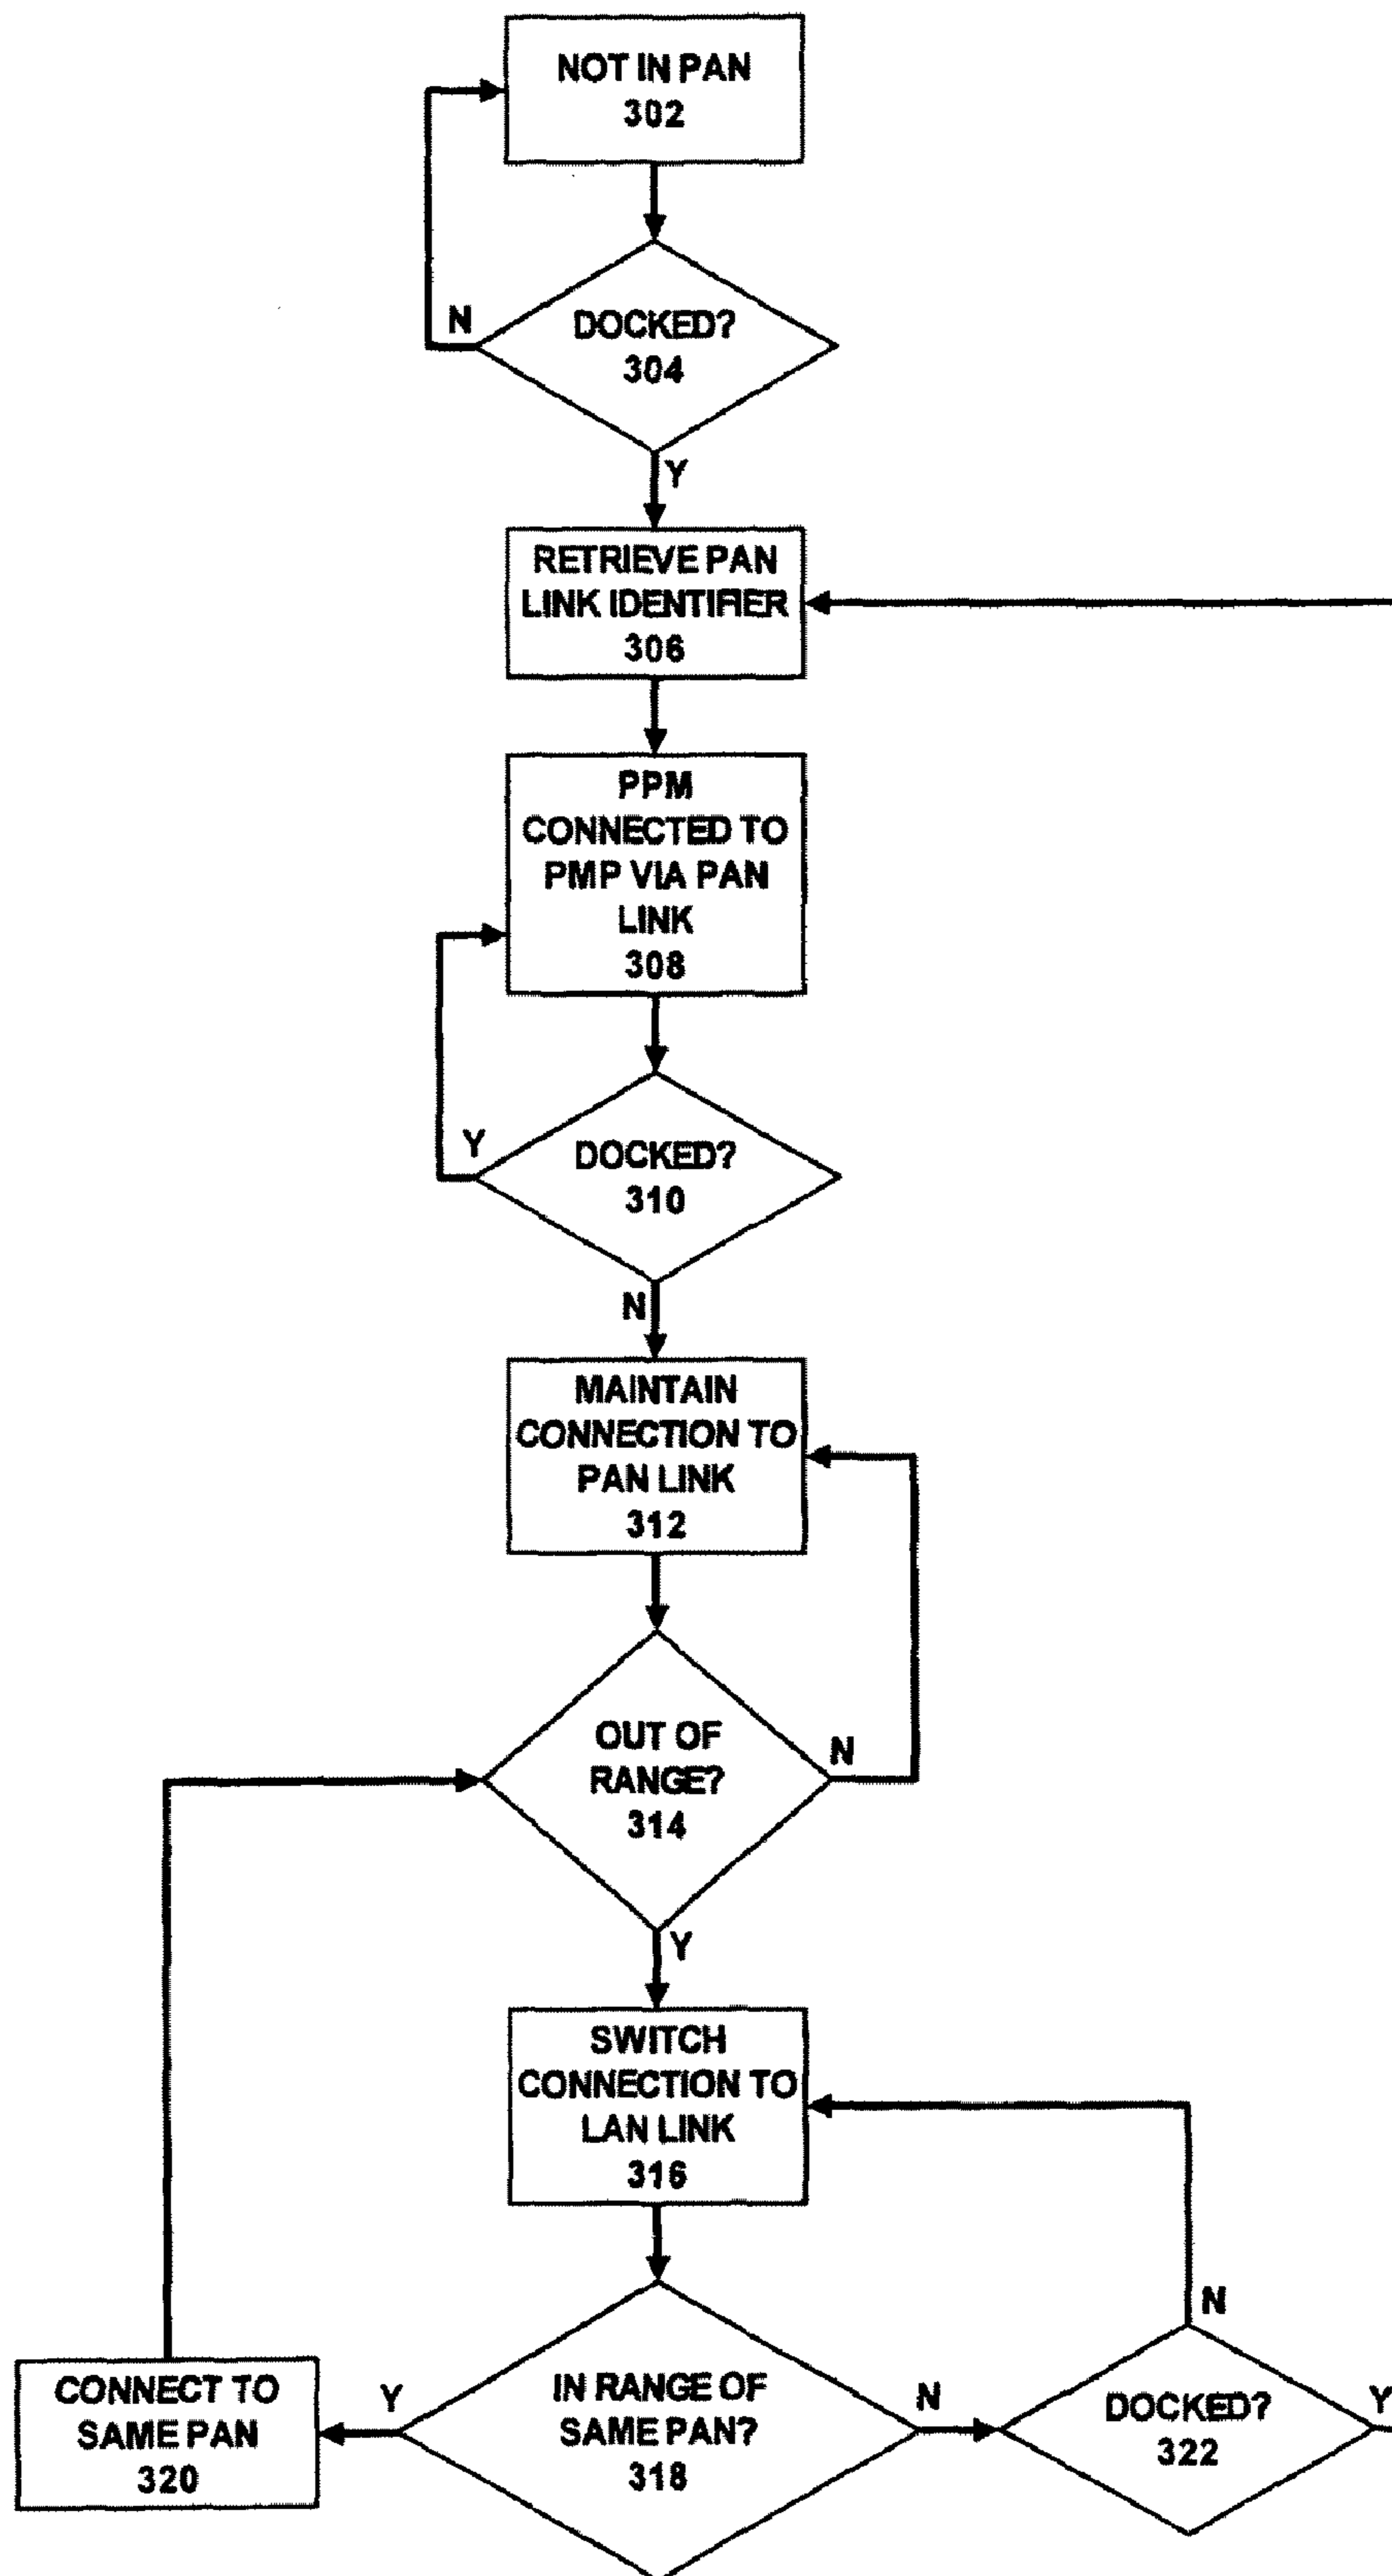 NOT IN PAN
302
DOCKED?
304
N
Y
RETRIEVE PAN
LINK IDENTIFIER
306
PPM
CONNECTED TO
PMP VIA PAN
LINK
308
DOCKED?
310
Y
N
MAINTAIN
CONNECTION TO
PAN LINK
312
OUT OF
RANGE?
314
N
Y
SWITCH
CONNECTION TO
LAN LINK
316
IN RANGE OF
SAME PAN?
318
Y
N
CONNECT TO
SAME PAN
320
DOCKED?
322
N
Y